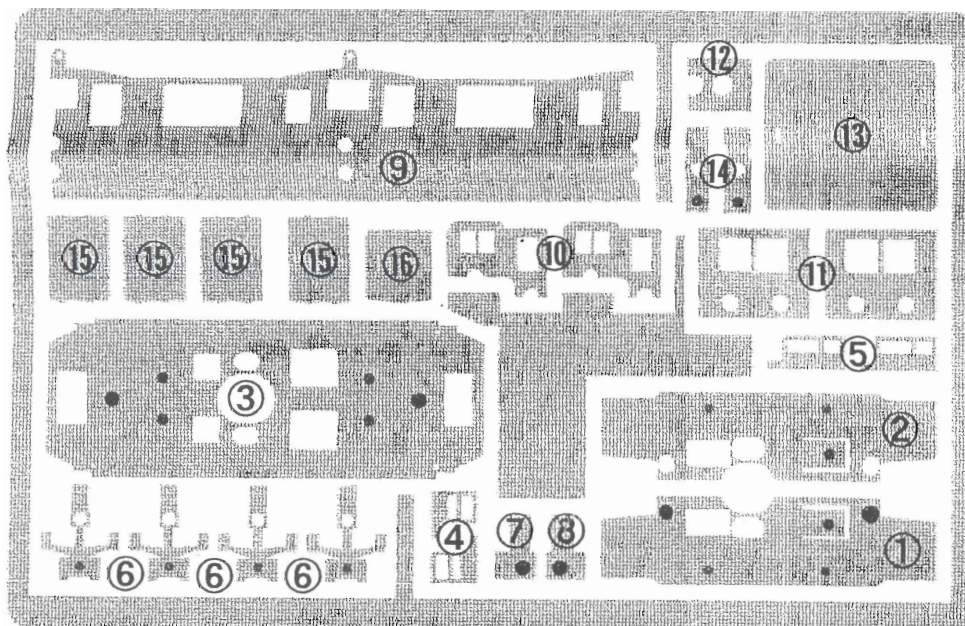 ⑫
⑬
⑨
⑭
⑮ ⑮ ⑮ ⑮ ⑯ ⑩ ⑪
⑤
③
②
④ ⑦ ⑧
①
⑥ ⑥ ⑥